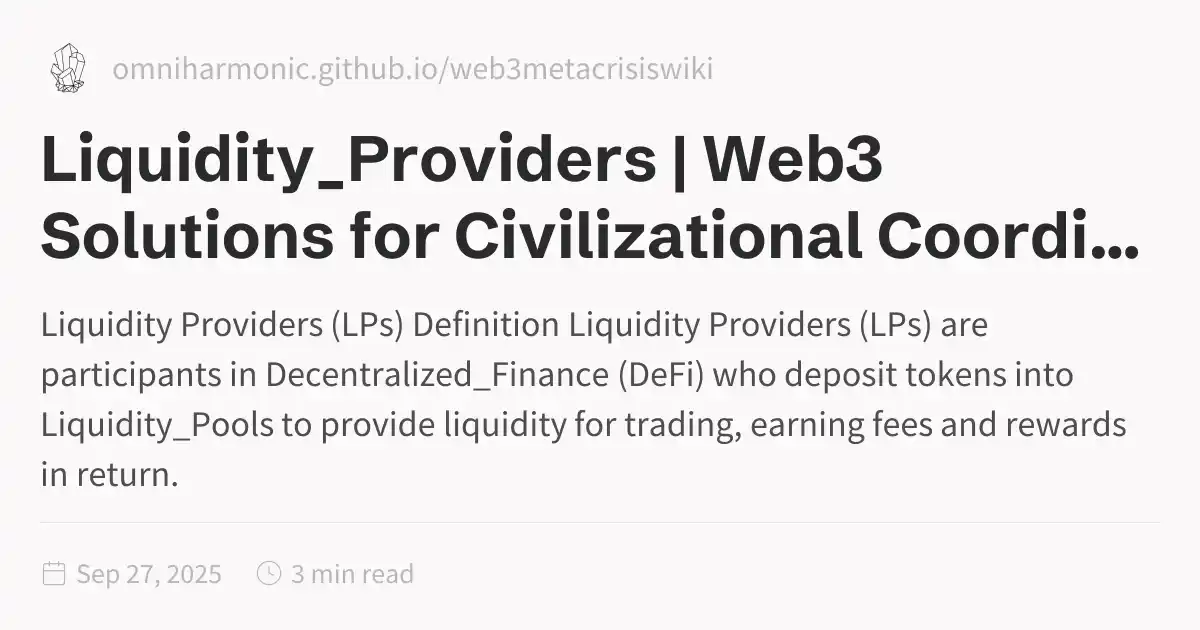 omniharmonic.github.io/web3metacrisiswiki
Liquidity_Providers | Web3
Solutions for Civilizational Coordi...
Liquidity Providers (LPs) Definition Liquidity Providers (LPs) are
participants in Decentralized_Finance (DeFi) who deposit tokens into
Liquidity_Pools to provide liquidity for trading, earning fees and rewards
in return.
Sep 27, 2025 3 min read